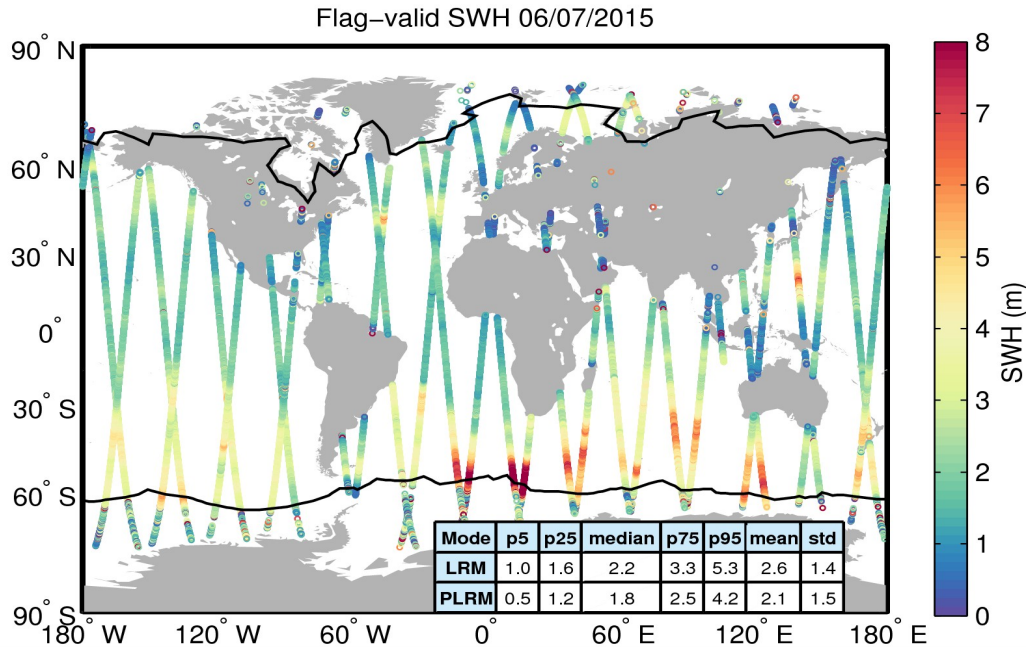 Flag−valid SWH 06/07/2015
90° N
60° N
30° N
0°
30° S
60° S
90° S
180° W
120° W
60° W
0°
60° E
120° E
180° E
8
7
6
5
4
3
2
1
0
SWH (m)
Mode p5 p25 median p75 p95 mean std
LRM 1.0 1.6 2.2 3.3 5.3 2.6 1.4
PLRM 0.5 1.2 1.8 2.5 4.2 2.1 1.5